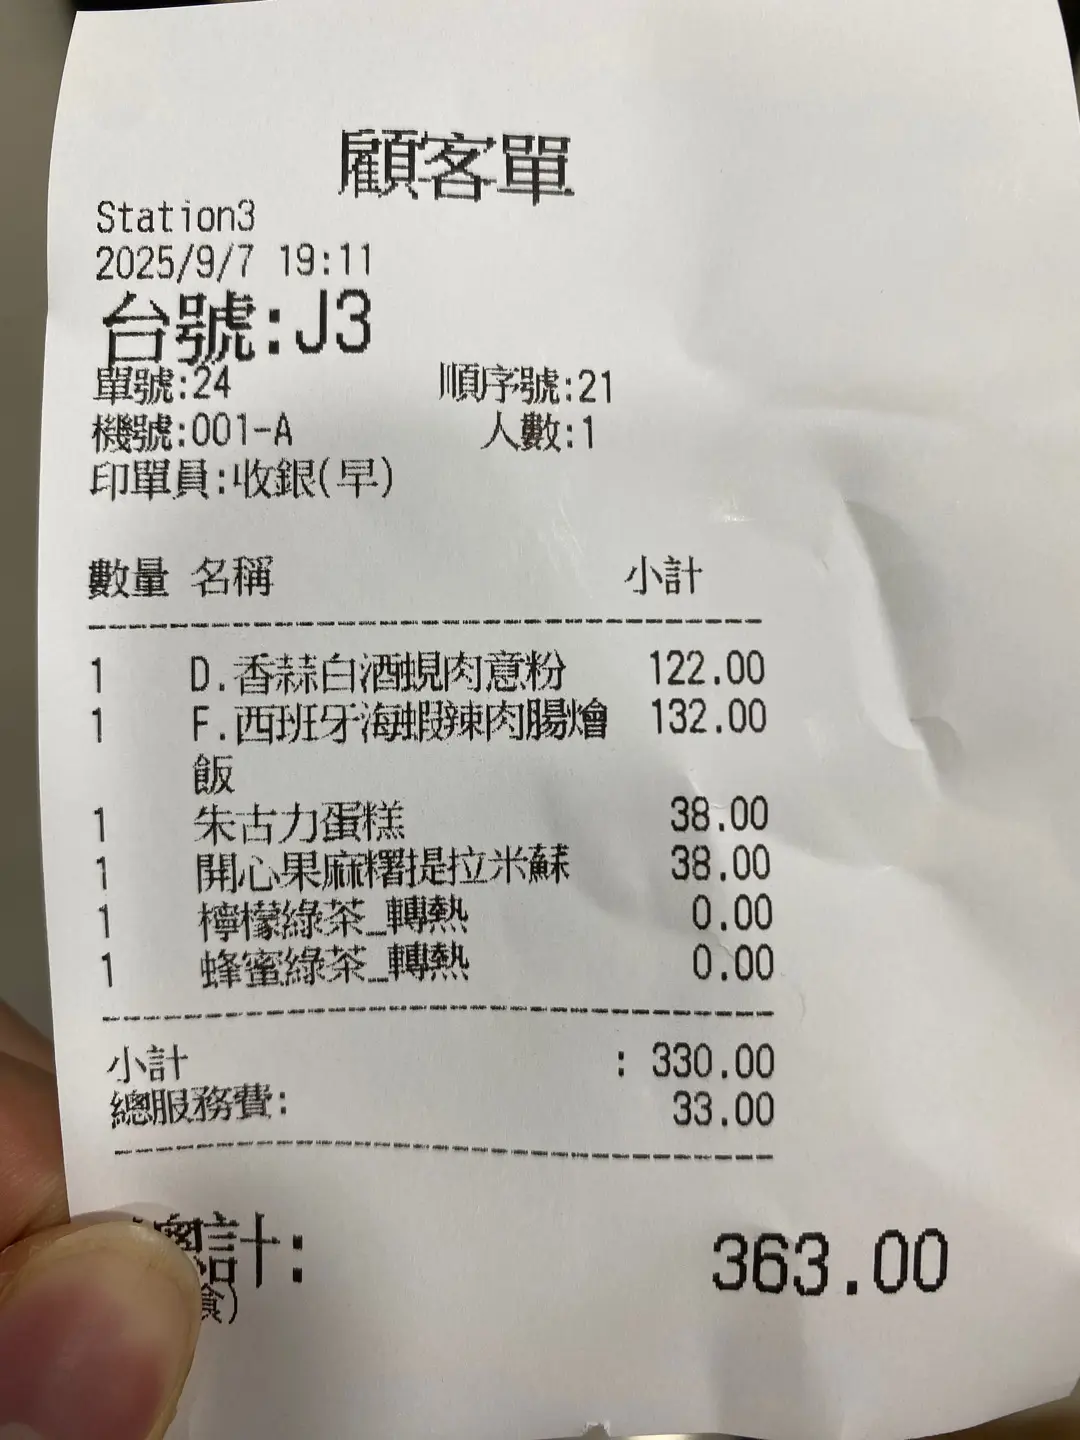 顧客單
Station3
2025/9/7 19:11
台號:J3
單號:24 順序號:21
機號:001-A 人數:1
印單員:收銀(早)
數量 名稱 小計
1 D.香蒜白酒蜆肉意粉 122.00
1 F.西班牙海蝦辣肉腸燴 132.00
飯
1 朱古力蛋糕 38.00
1 開心果麻糬提拉米蘇 38.00
1 檸檬綠茶_轉熱 0.00
1 蜂蜜綠茶_轉熱 0.00
小計 : 330.00
總服務費: 33.00
總計: 363.00
食)